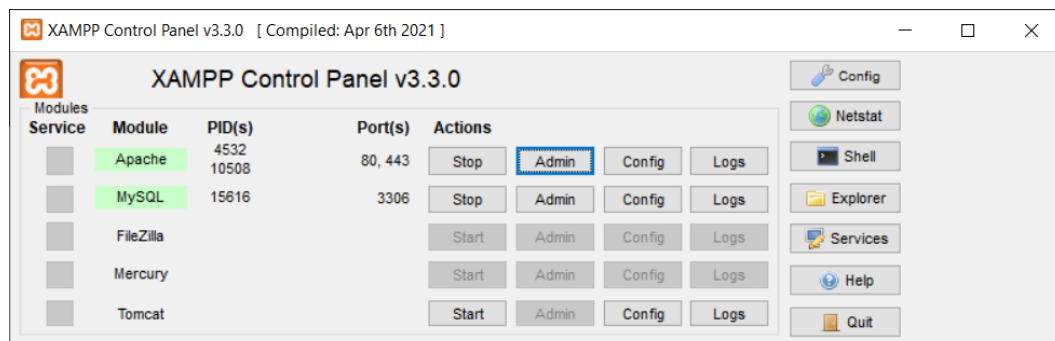 XAMPP Control Panel v3.3.0 [ Compiled: Apr 6th 2021 ]
XAMPP Control Panel v3.3.0
Config
Modules
Service Module PID(s) Port(s) Actions
Netstat
Apache 4532 10508 80, 443 Stop Admin Config Logs
Shell
MySQL 15616 3306 Stop Admin Config Logs
Explorer
FileZilla Start Admin Config Logs
Services
Mercury Start Admin Config Logs
Help
Tomcat Start Admin Config Logs
Quit